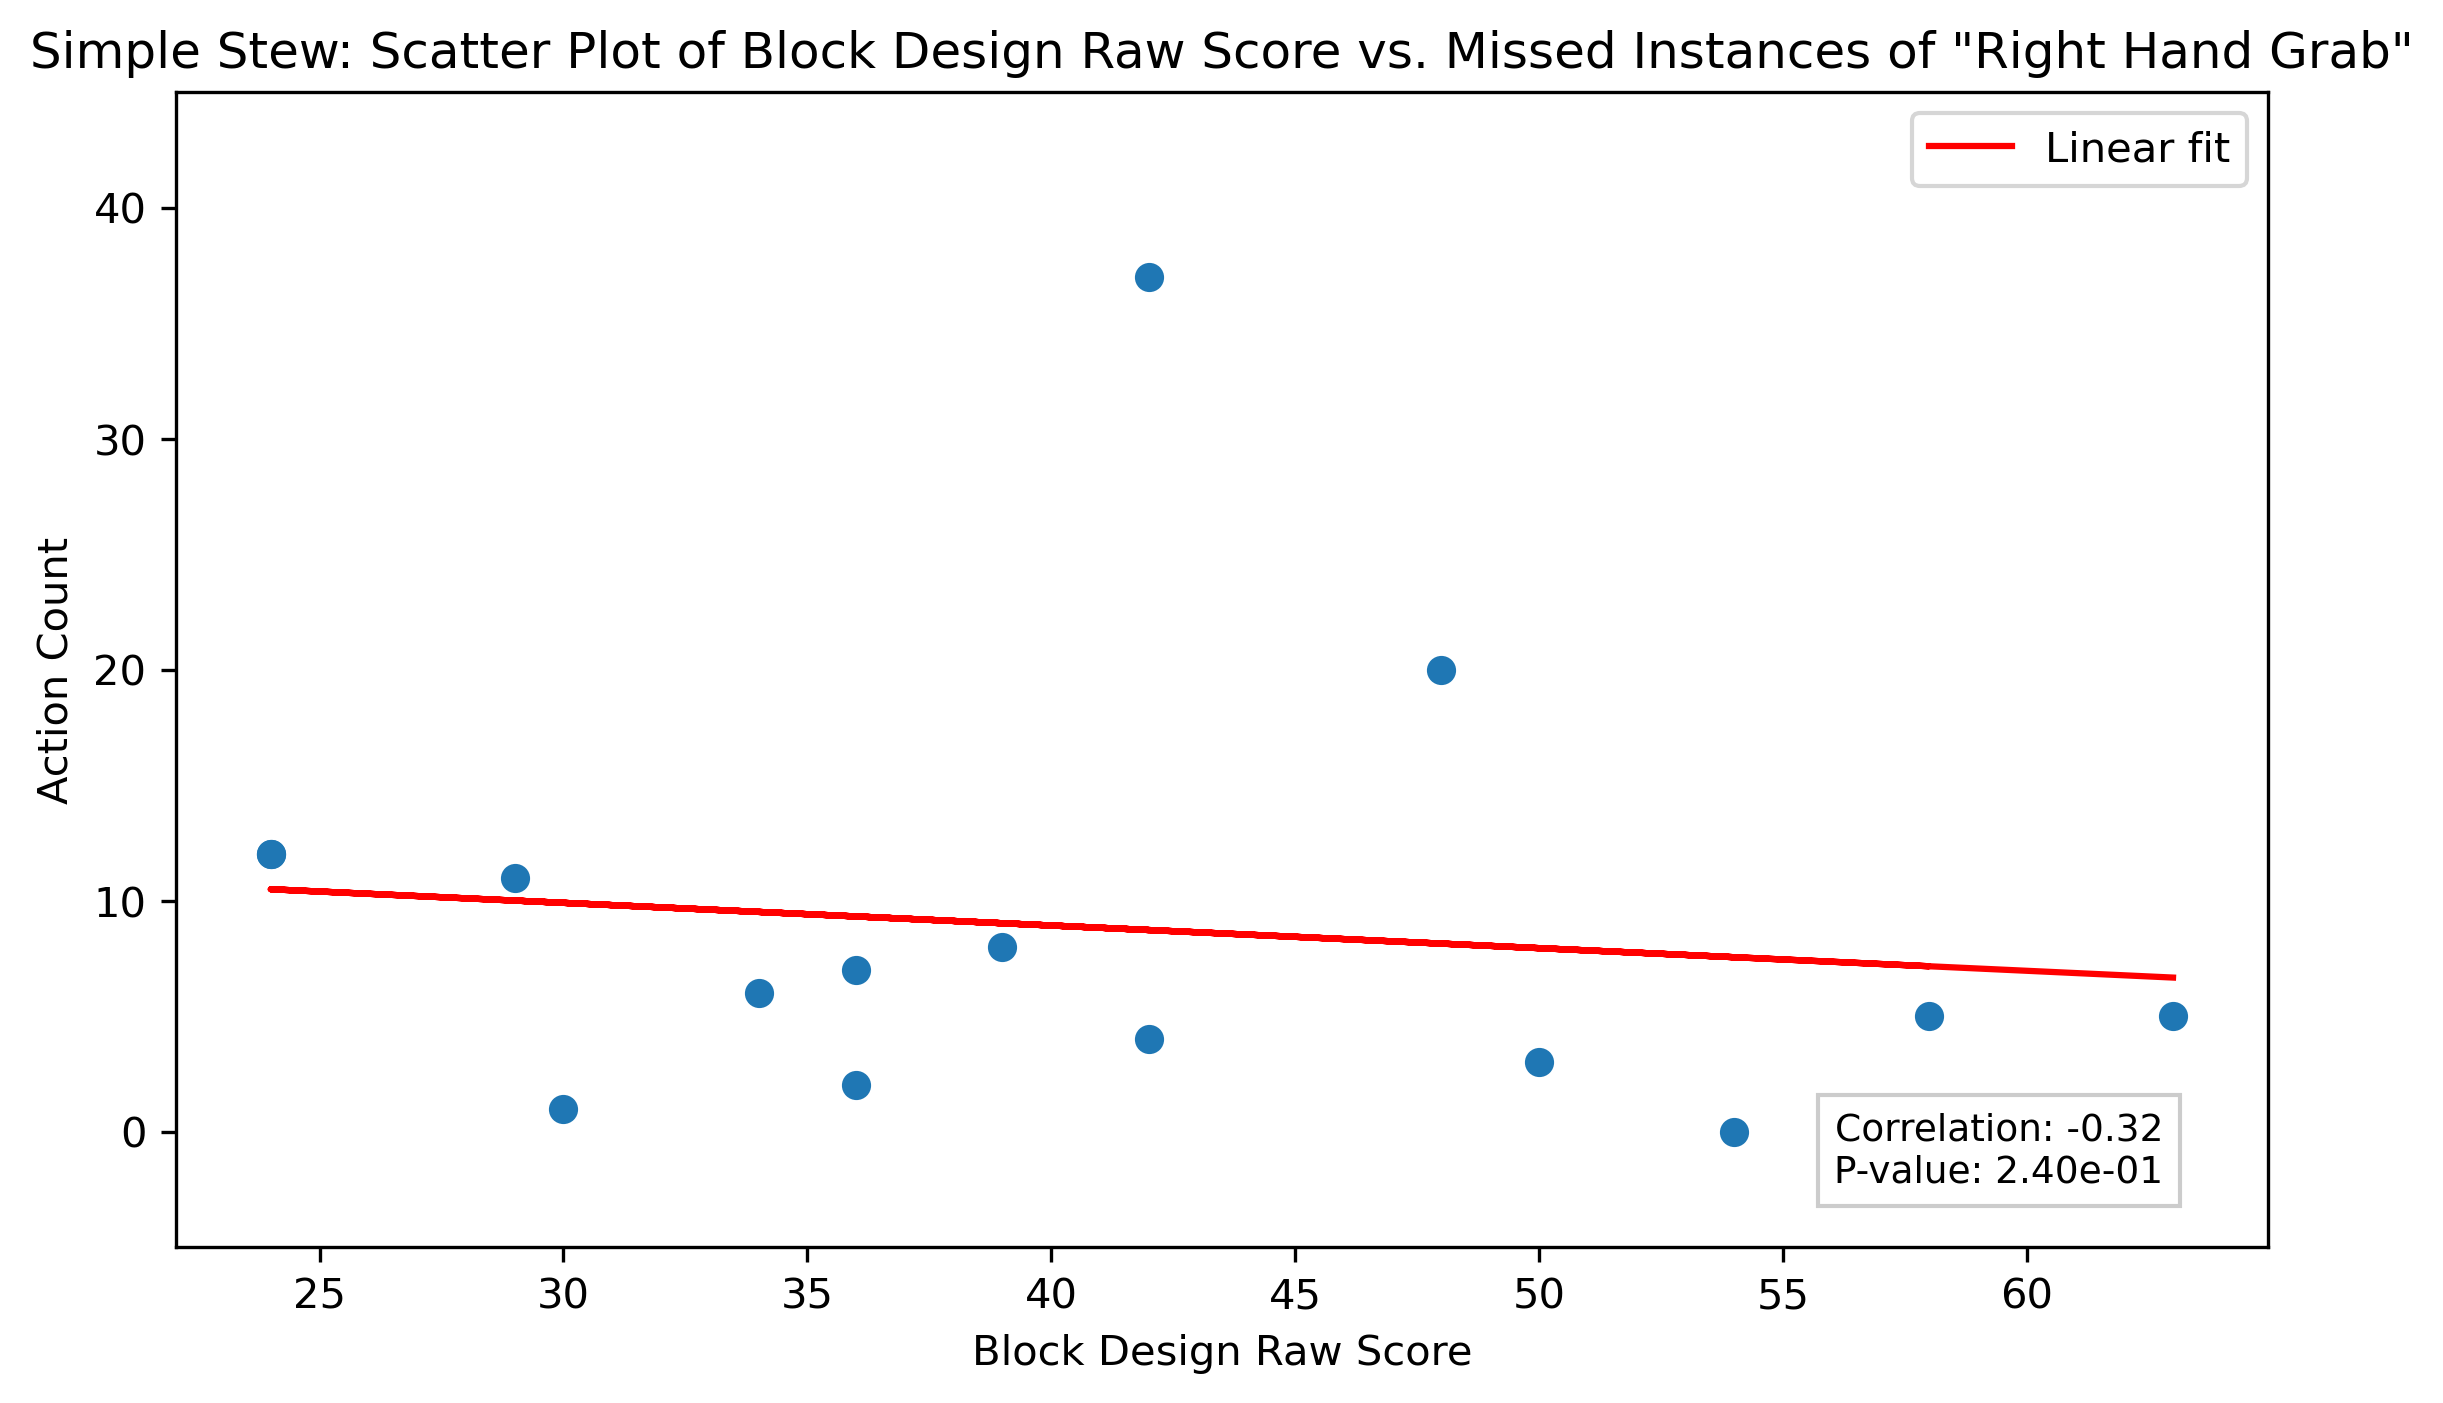 Simple Stew: Scatter Plot of Block Design Raw Score vs. Missed Instances of "Right Hand Grab"
Linear fit
40
30
20
10
0
Action Count
Correlation: -0.32
P-value: 2.40e-01
25 30 35 40 45 50 55 60
Block Design Raw Score